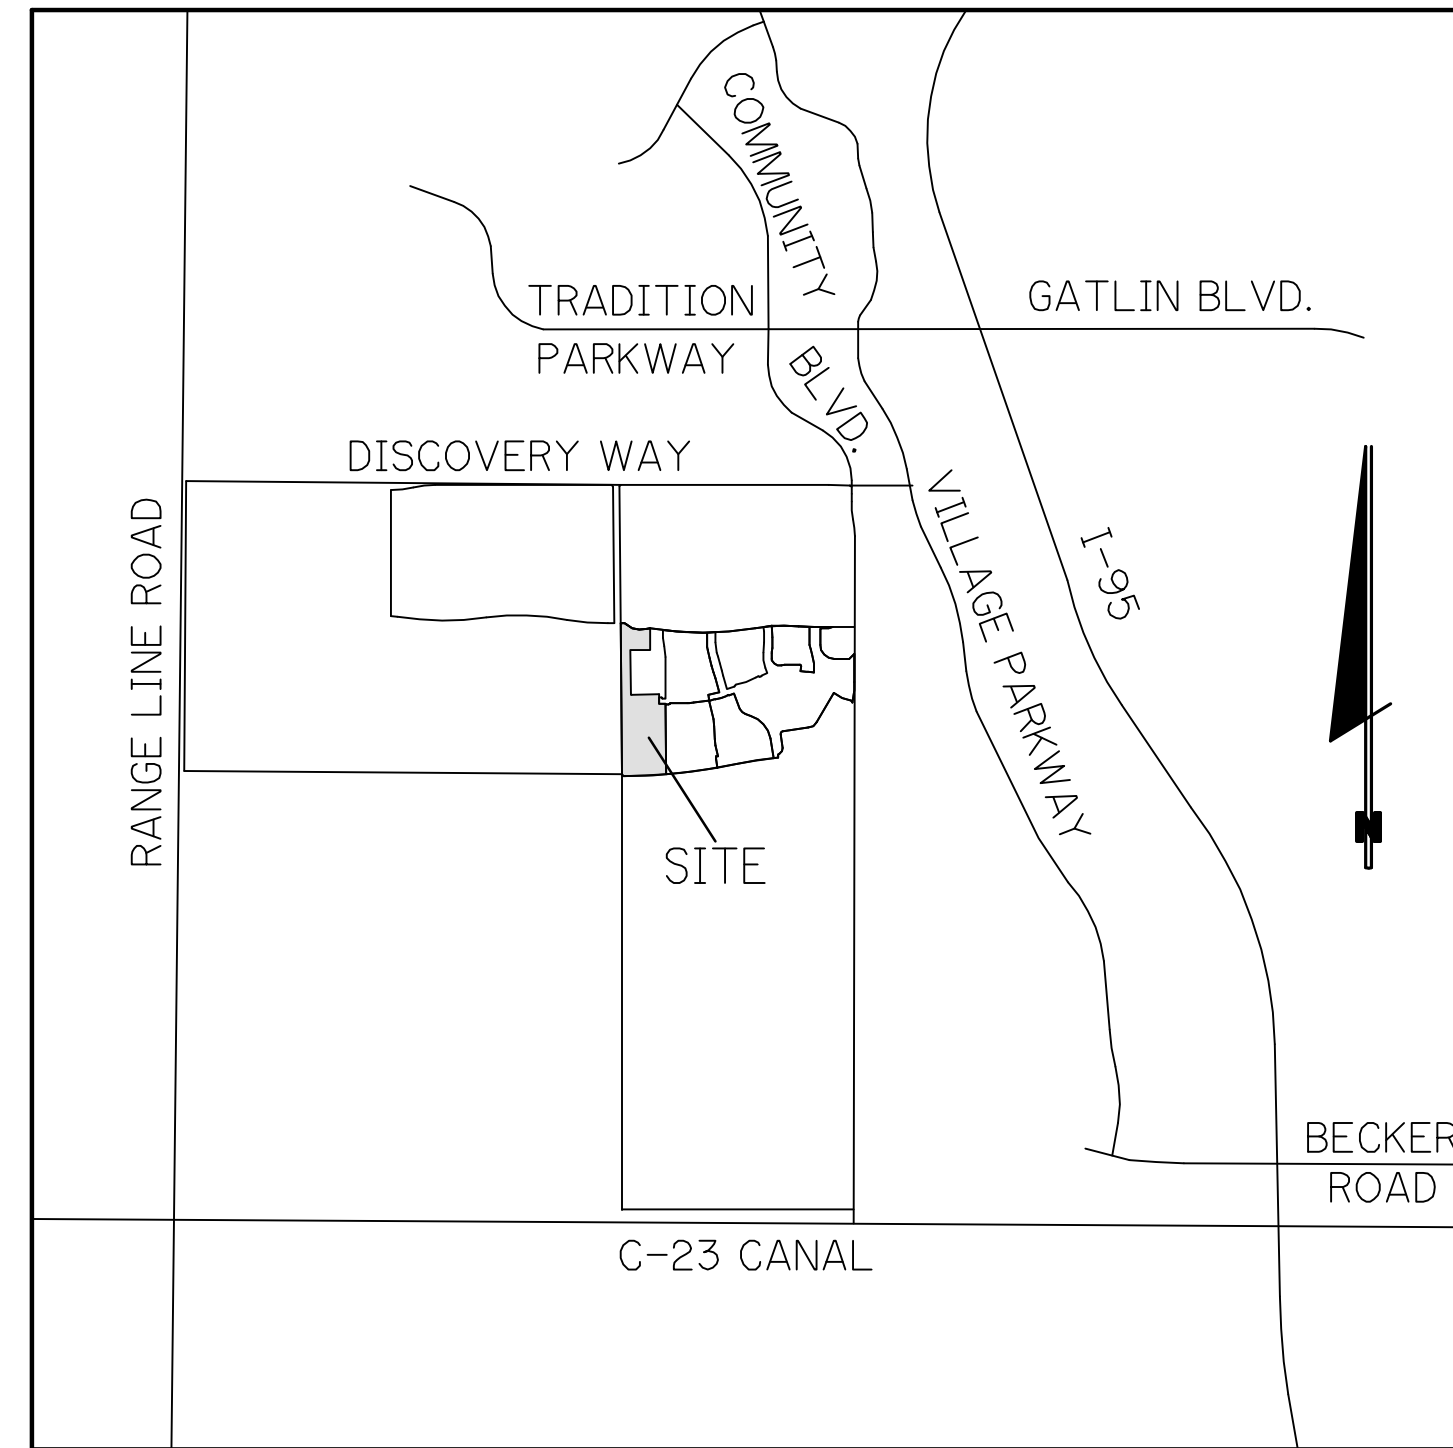 COMMUNITY
BLVD.
TRADITION
PARKWAY
GATLIN BLVD.
DISCOVERY WAY
RANGE LINE ROAD
VILLAGE PARKWAY
I-95
N
SITE
BECKER
ROAD
C-23 CANAL